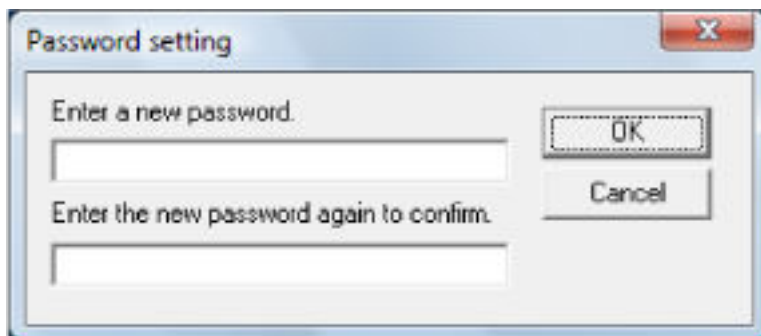 Password setting
Enter a new password.
OK
Cancel
Enter the new password again to confirm.